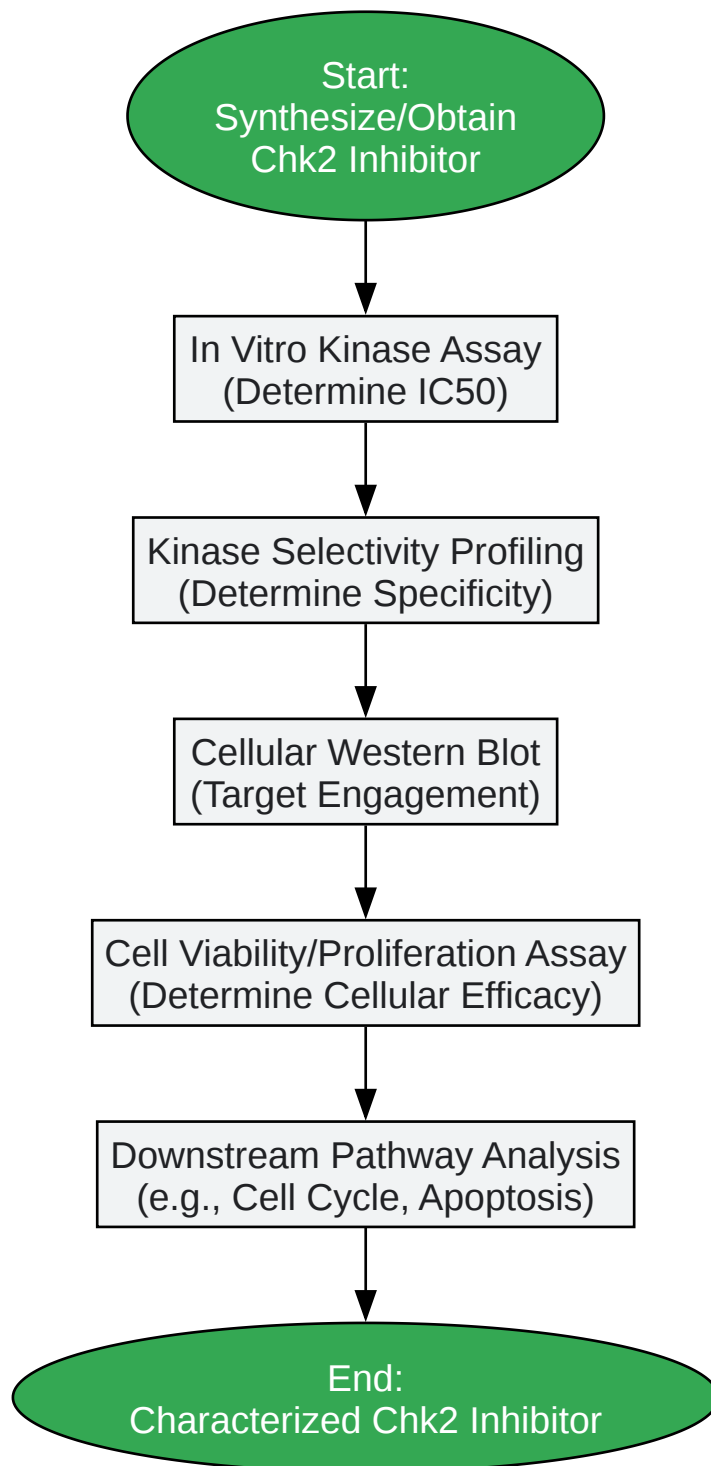 Start:
Synthesize/Obtain
Chk2 Inhibitor
In Vitro Kinase Assay
(Determine IC50)
Kinase Selectivity Profiling
(Determine Specificity)
Cellular Western Blot
(Target Engagement)
Cell Viability/Proliferation Assay
(Determine Cellular Efficacy)
Downstream Pathway Analysis
(e.g., Cell Cycle, Apoptosis)
End:
Characterized Chk2 Inhibitor